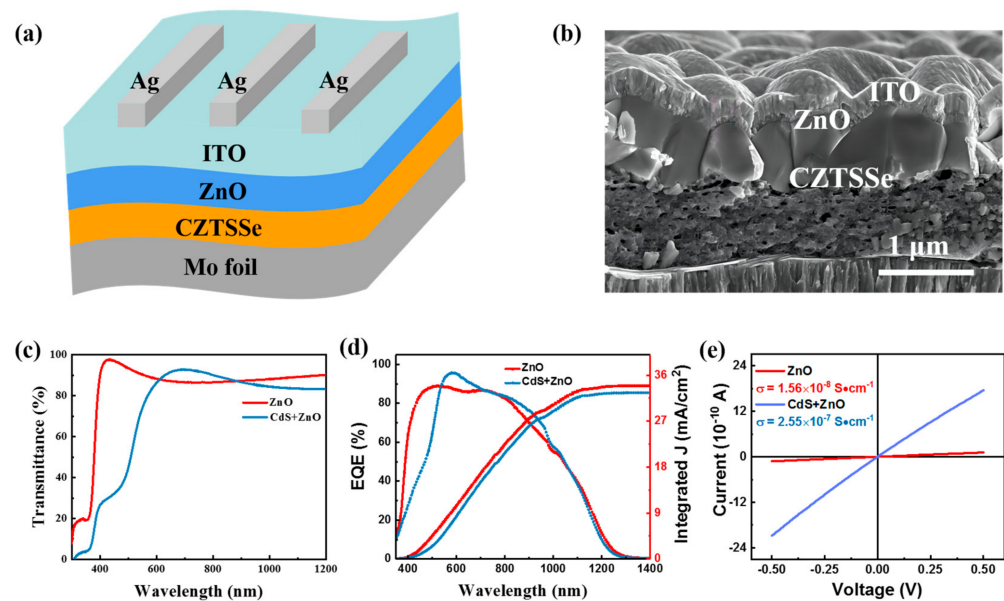 (a)
Ag Ag Ag
ITO
ZnO
CZTSSe
Mo foil
(b)
ITO
ZnO
CZTSSe
1 μm
(c)
100
80
60
40
20
0
Transmittance (%)
ZnO
CdS+ZnO
400 600 800 1000 1200
Wavelength (nm)
(d)
100
80
60
40
20
0
EQE (%)
ZnO
CdS+ZnO
36
27
18
9
0
Integrated J (mA/cm²)
400 600 800 1000 1200 1400
Wavelength (nm)
(e)
24
12
0
-12
-24
Current (10⁻¹⁰ A)
ZnO
σ = 1.56×10⁻⁸ S•cm⁻¹
CdS+ZnO
σ = 2.55×10⁻⁷ S•cm⁻¹
-0.50 -0.25 0.00 0.25 0.50
Voltage (V)